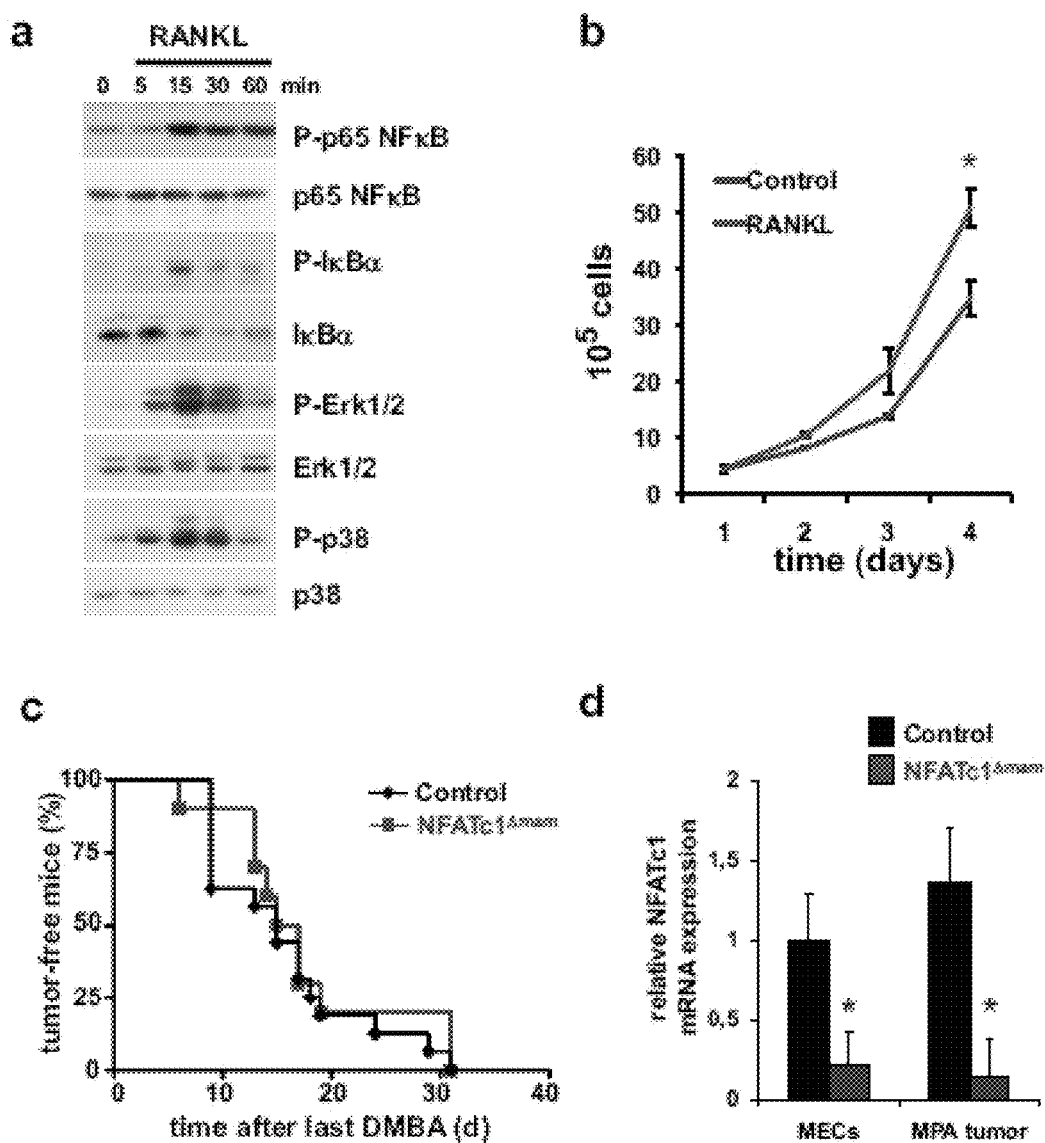 a
RANKL
0 5 15 30 60 min
P-p65 NFκB
p65 NFκB
P-IκBα
IκBα
P-Erk1/2
Erk1/2
P-p38
p38
b
60
50
40
30
20
10
0
10⁵ cells
Control
RANKL
*
1 2 3 4
time (days)
c
100
75
50
25
0
tumor-free mice (%)
Control
NFATc1Δmam
0 10 20 30 40
time after last DMBA (d)
d
Control
NFATc1Δmam
2
1,5
1
0,5
0
relative NFATc1
mRNA expression
* *
MECs MPA tumor